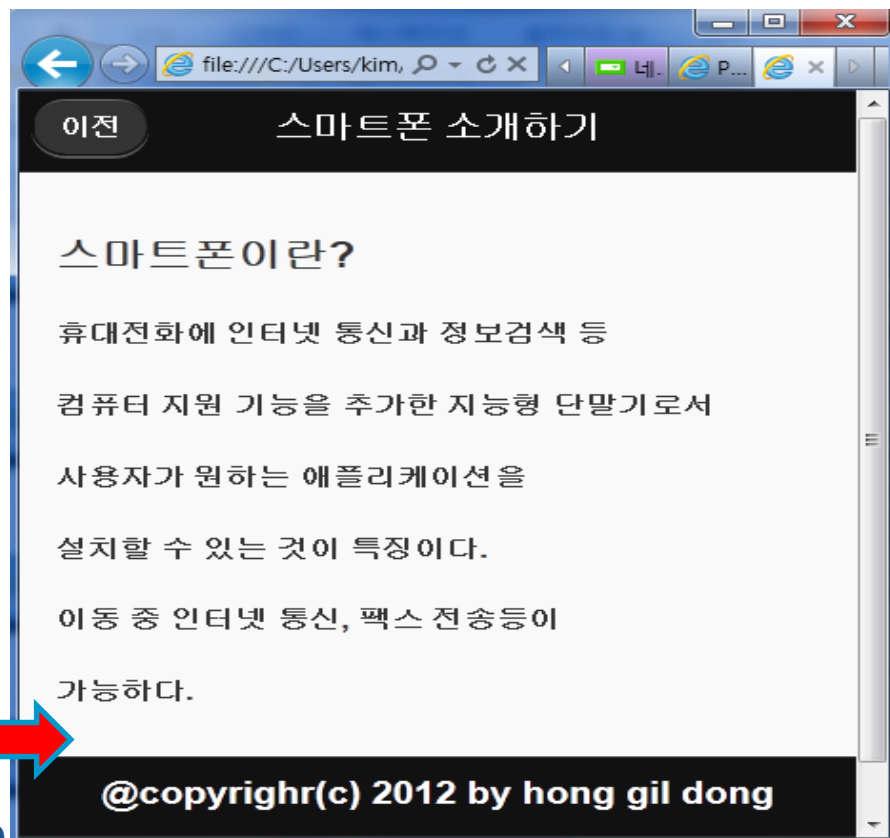 file:///C:/Users/kim,
네.
P...
이전
스마트폰 소개하기
스마트폰이란?
휴대전화에 인터넷 통신과 정보검색 등
컴퓨터 지원 기능을 추가한 지능형 단말기로서
사용자가 원하는 애플리케이션을
설치할 수 있는 것이 특징이다.
이동 중 인터넷 통신, 팩스 전송등이
가능하다.
@copyrighr(c) 2012 by hong gil dong